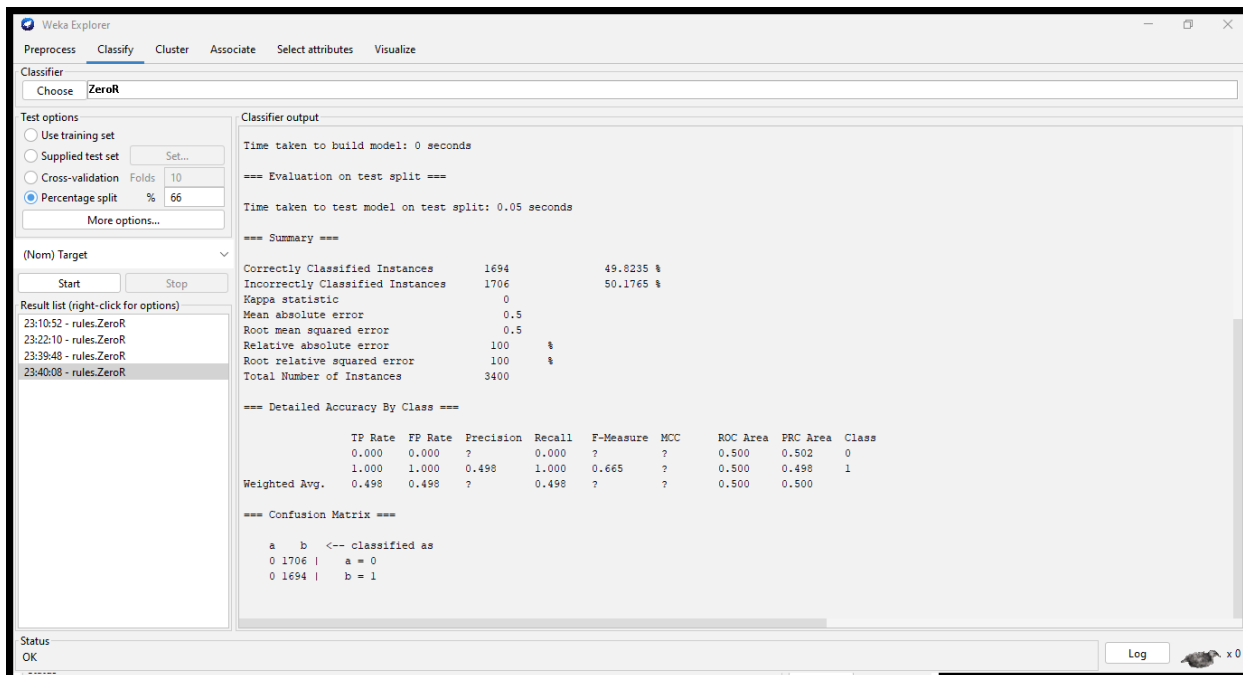 Weka Explorer
Preprocess Classify Cluster Associate Select attributes Visualize
Classifier
Choose ZeroR
Test options
Use training set
Supplied test set Set...
Cross-validation Folds 10
Percentage split % 66
More options...
(Nom) Target
Start Stop
Result list (right-click for options)
23:10:52 - rules.ZeroR
23:22:10 - rules.ZeroR
23:39:48 - rules.ZeroR
23:40:08 - rules.ZeroR
Classifier output
Time taken to build model: 0 seconds
=== Evaluation on test split ===
Time taken to test model on test split: 0.05 seconds
=== Summary ===
Correctly Classified Instances 1694 49.8235 %
Incorrectly Classified Instances 1706 50.1765 %
Kappa statistic 0
Mean absolute error 0.5
Root mean squared error 0.5
Relative absolute error 100 %
Root relative squared error 100 %
Total Number of Instances 3400
=== Detailed Accuracy By Class ===
TP Rate FP Rate Precision Recall F-Measure MCC ROC Area PRC Area Class
0.000 0.000 ? 0.000 ? ? 0.500 0.502 0
1.000 1.000 0.498 1.000 0.665 ? 0.500 0.498 1
Weighted Avg. 0.498 0.498 ? 0.498 ? ? 0.500 0.500
=== Confusion Matrix ===
a b <-- classified as
0 1706 | a = 0
0 1694 | b = 1
Status
OK
Log x 0